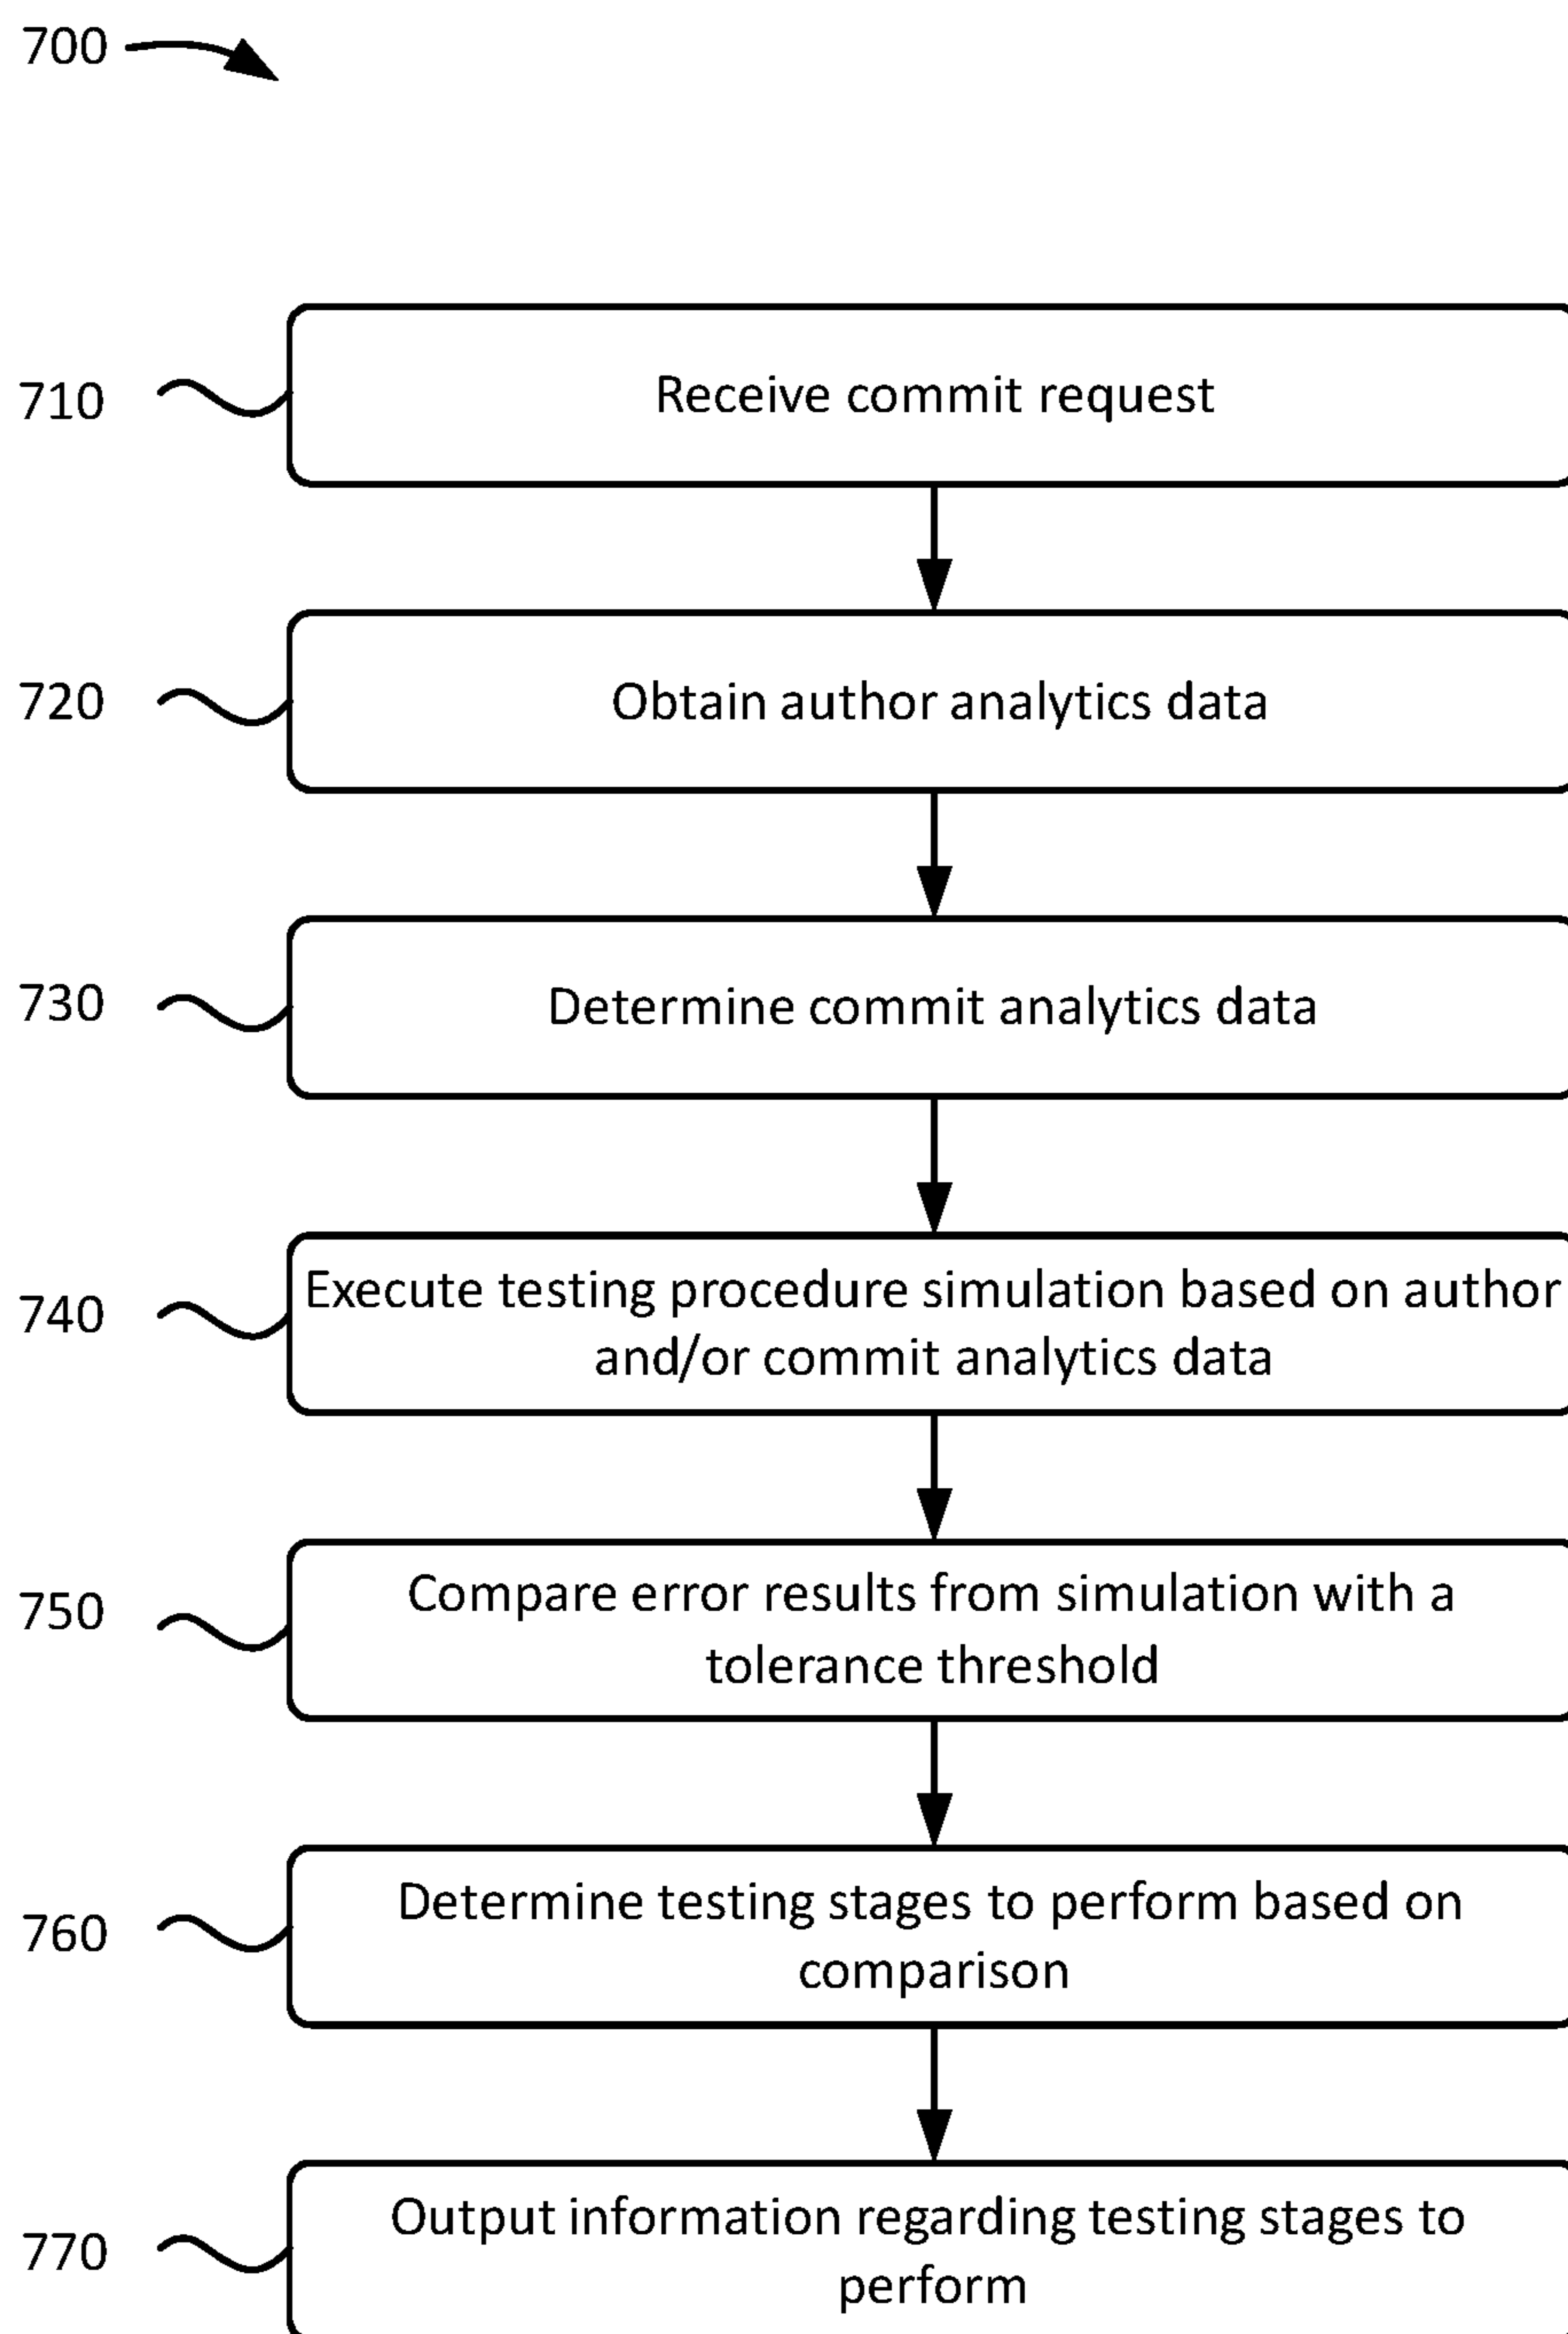 700
710
Receive commit request
720
Obtain author analytics data
730
Determine commit analytics data
740
Execute testing procedure simulation based on author
and/or commit analytics data
750
Compare error results from simulation with a
tolerance threshold
760
Determine testing stages to perform based on
comparison
770
Output information regarding testing stages to
perform